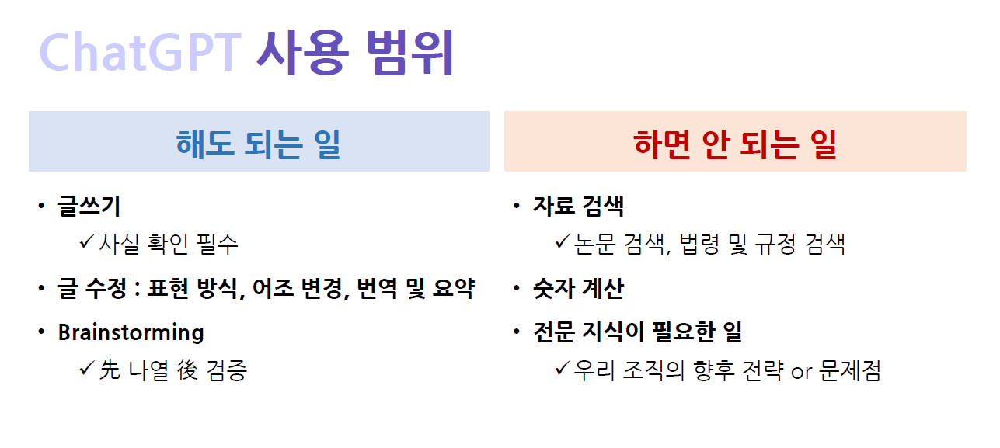 ChatGPT 사용 범위
해도 되는 일
• 글쓰기
✓ 사실 확인 필수
• 글 수정 : 표현 방식, 어조 변경, 번역 및 요약
• Brainstorming
✓ 先 나열 後 검증
하면 안 되는 일
• 자료 검색
✓ 논문 검색, 법령 및 규정 검색
• 숫자 계산
• 전문 지식이 필요한 일
✓ 우리 조직의 향후 전략 or 문제점